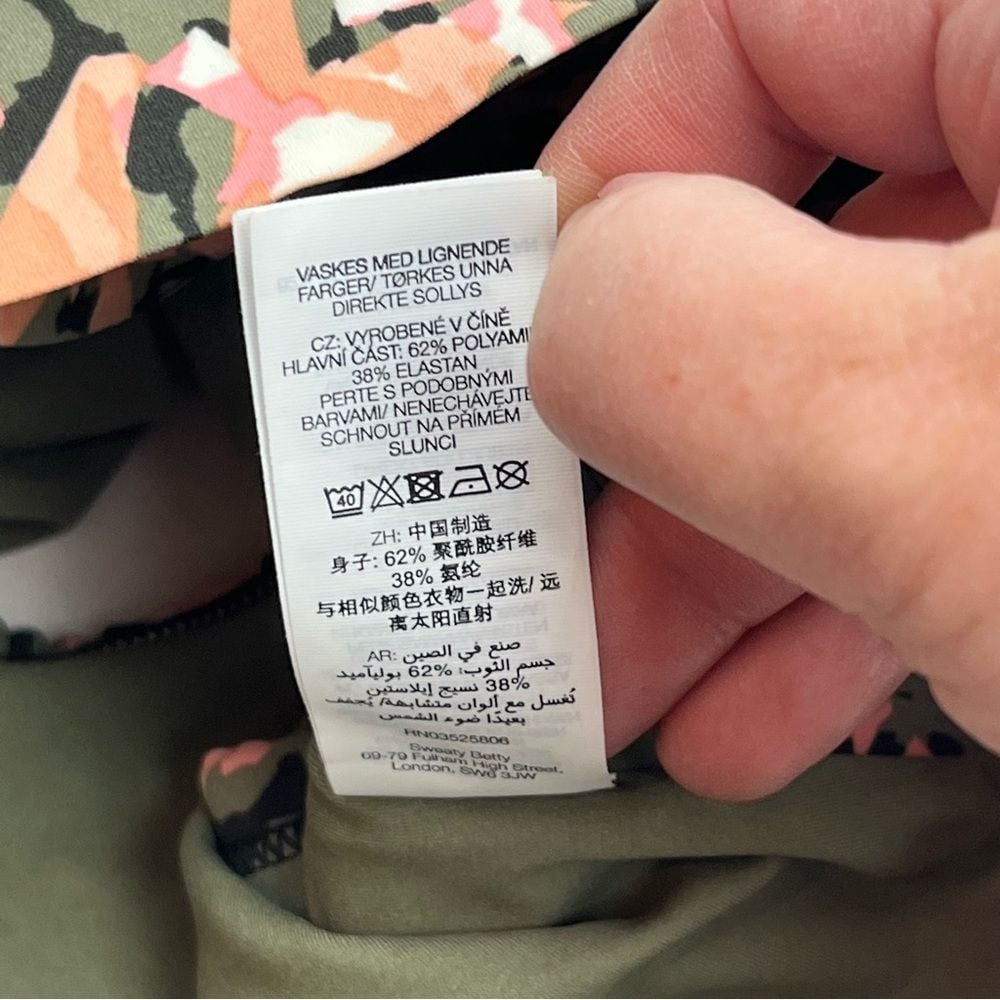 VASKES MED LIGNENDE
FARGER/ TØRKES UNNA
DIREKTE SOLLYS
CZ: VYROBENÉ V ČÍNĚ
HLAVNÍ ČÁST: 62% POLYAMI
38% ELASTAN
PERTE S PODOBNÝMI
BARVAMI/ NENECHÁVEJTE
SCHNOUT NA PŘÍMÉM
SLUNCI
40
ZH: 中国制造
身子: 62% 聚酰胺纤维
38% 氨纶
与相似颜色衣物一起洗/ 远
离太阳直射
AR: صنع في الصين
جسم الثوب: %62 بولياميد
%38 نسيج إيلاستين
تُغسل مع ألوان متشابهة/ تُجفف
بعيدًا ضوء الشمس
RN03525806
Sweaty Betty
69-79 Fulham High Street,
London, SW6 3JW